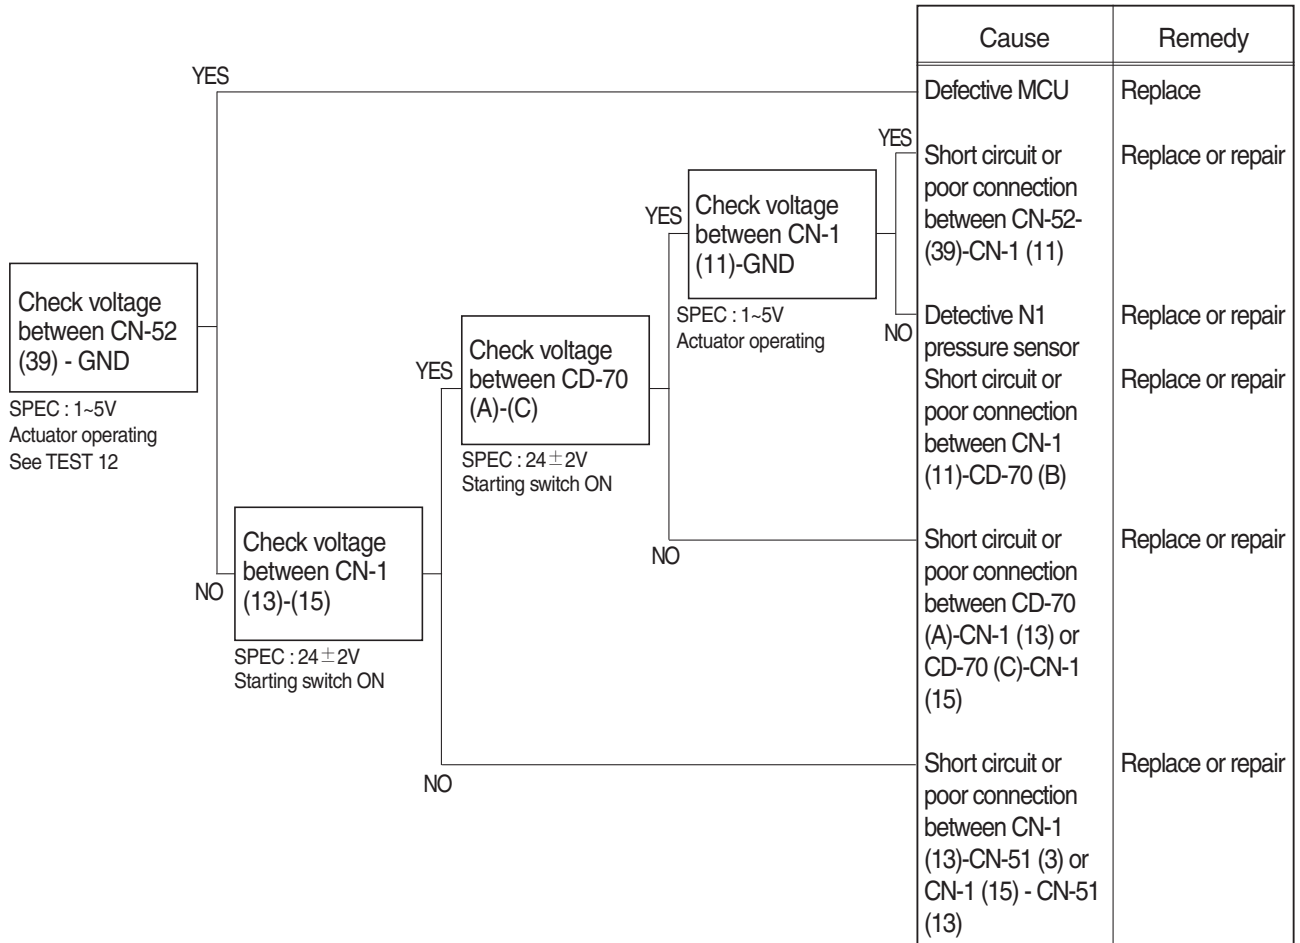 Cause
Remedy
YES
Defective MCU
Replace
YES
Short circuit or
poor connection
between CN-52-
(39)-CN-1 (11)
Replace or repair
YES
Check voltage
between CN-1
(11)-GND
SPEC : 1~5V
Actuator operating
NO
Detective N1
pressure sensor
Replace or repair
Short circuit or
poor connection
between CN-1
(11)-CD-70 (B)
Replace or repair
Check voltage
between CN-52
(39) - GND
SPEC : 1~5V
Actuator operating
See TEST 12
YES
Check voltage
between CD-70
(A)-(C)
SPEC : 24±2V
Starting switch ON
NO
Short circuit or
poor connection
between CD-70
(A)-CN-1 (13) or
CD-70 (C)-CN-1
(15)
Replace or repair
NO
Check voltage
between CN-1
(13)-(15)
SPEC : 24±2V
Starting switch ON
NO
Short circuit or
poor connection
between CN-1
(13)-CN-51 (3) or
CN-1 (15) - CN-51
(13)
Replace or repair